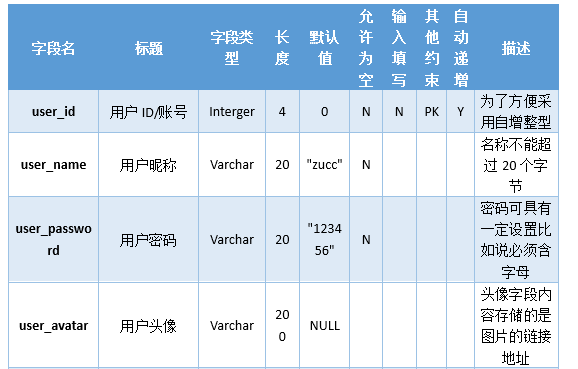 字段名 标题 字段类型 长度 默认值 允许为空 输入填写 其他约束 自动递增 描述
user_id 用户 ID/账号 Interger 4 0 N N PK Y 为了方便采用自增整型
user_name 用户昵称 Varchar 20 "zucc" N 名称不能超过 20 个字节
user_password 用户密码 Varchar 20 "123456" N 密码可具有一定设置比如说必须含字母
user_avatar 用户头像 Varchar 200 NULL 头像字段内容存储的是图片的链接地址